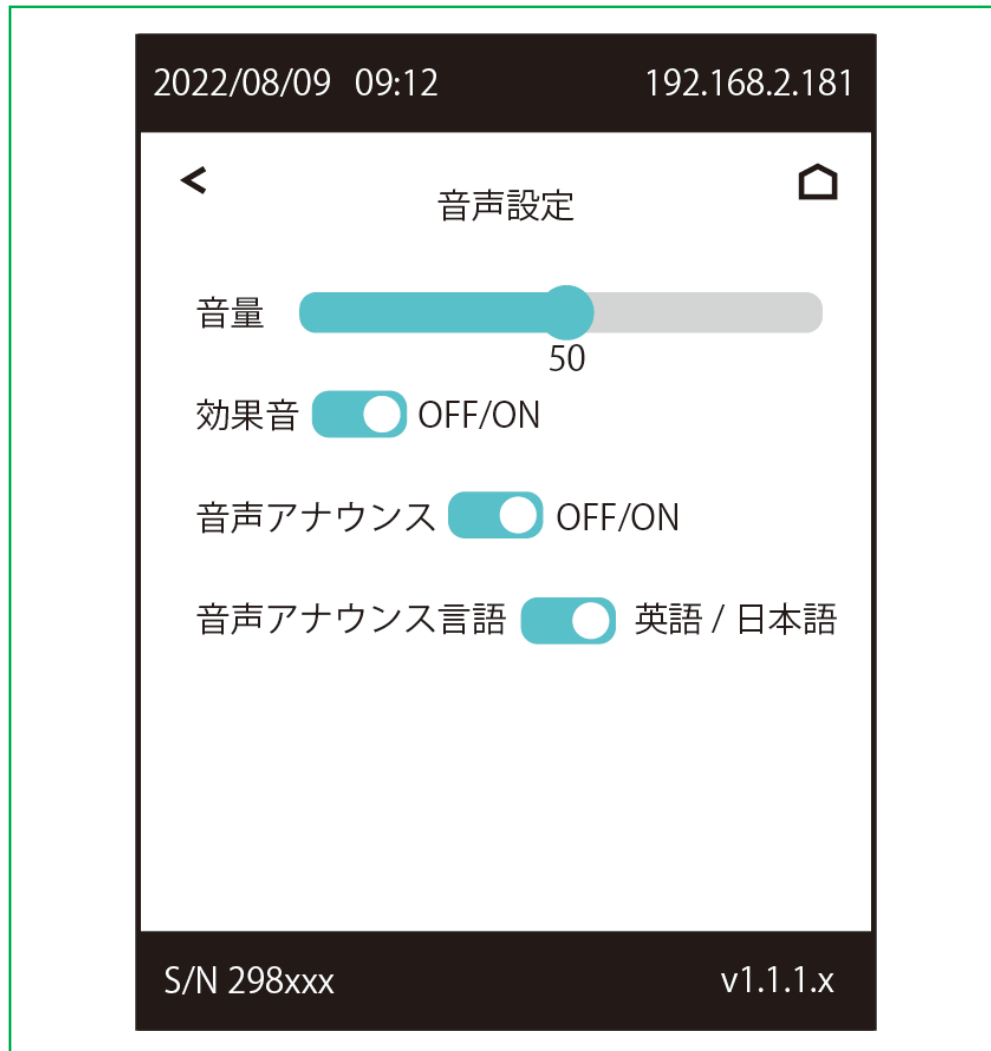 2022/08/09 09:12 192.168.2.181
<
音声設定
音量
50
効果音 OFF/ON
音声アナウンス OFF/ON
音声アナウンス言語 英語 / 日本語
S/N 298xxx v1.1.1.x